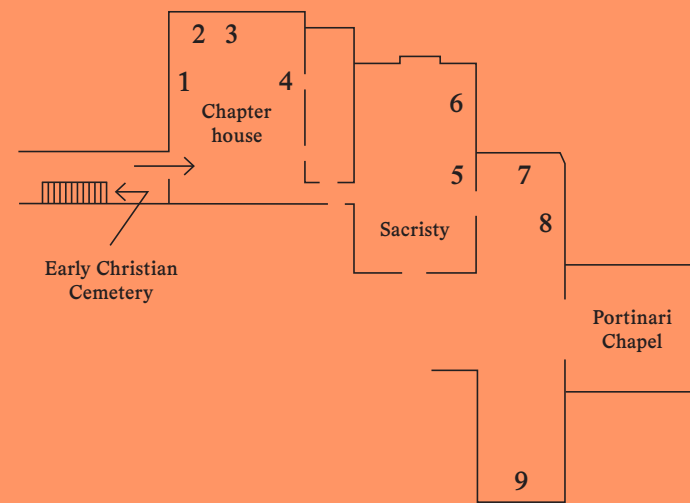 2 3
1
4
Chapter
house
6
5
7
8
Sacristy
Early Christian
Cemetery
Portinari
Chapel
9